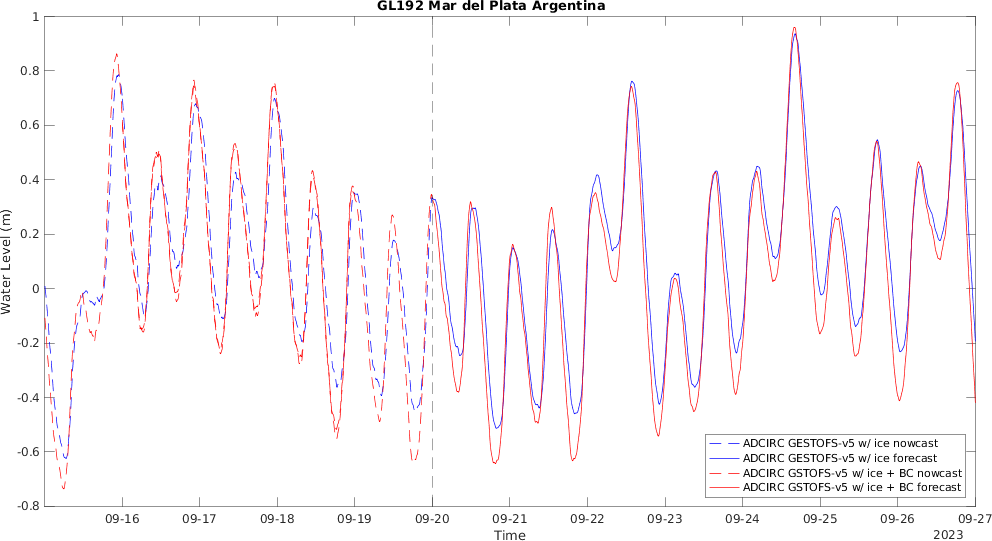 GL192 Mar del Plata Argentina
Water Level (m)
1
0.8
0.6
0.4
0.2
0
-0.2
-0.4
-0.6
-0.8
ADCIRC GESTOFS-v5 w/ ice nowcast
ADCIRC GESTOFS-v5 w/ ice forecast
ADCIRC GSTOFS-v5 w/ ice + BC nowcast
ADCIRC GSTOFS-v5 w/ ice + BC forecast
09-16 09-17 09-18 09-19 09-20 09-21 09-22 09-23 09-24 09-25 09-26 09-27
Time
2023